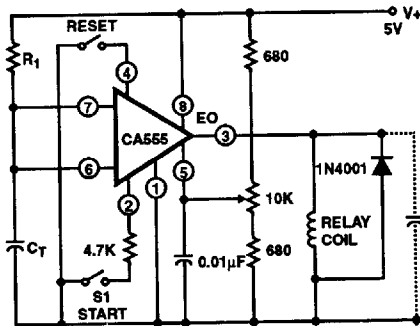 RESET
V+
5V
R1
680
4
7
8
EO
CA555
3
6
5
1
2
1N4001
10K
4.7K
RELAY
COIL
CT
0.01µF
680
S1
START